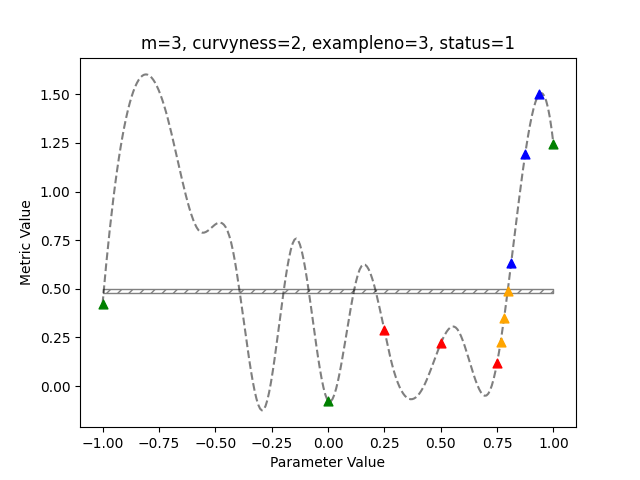 m=3, curvyness=2, exampleno=3, status=1
1.50
1.25
1.00
0.75
0.50
0.25
0.00
Metric Value
−1.00 −0.75 −0.50 −0.25 0.00 0.25 0.50 0.75 1.00
Parameter Value